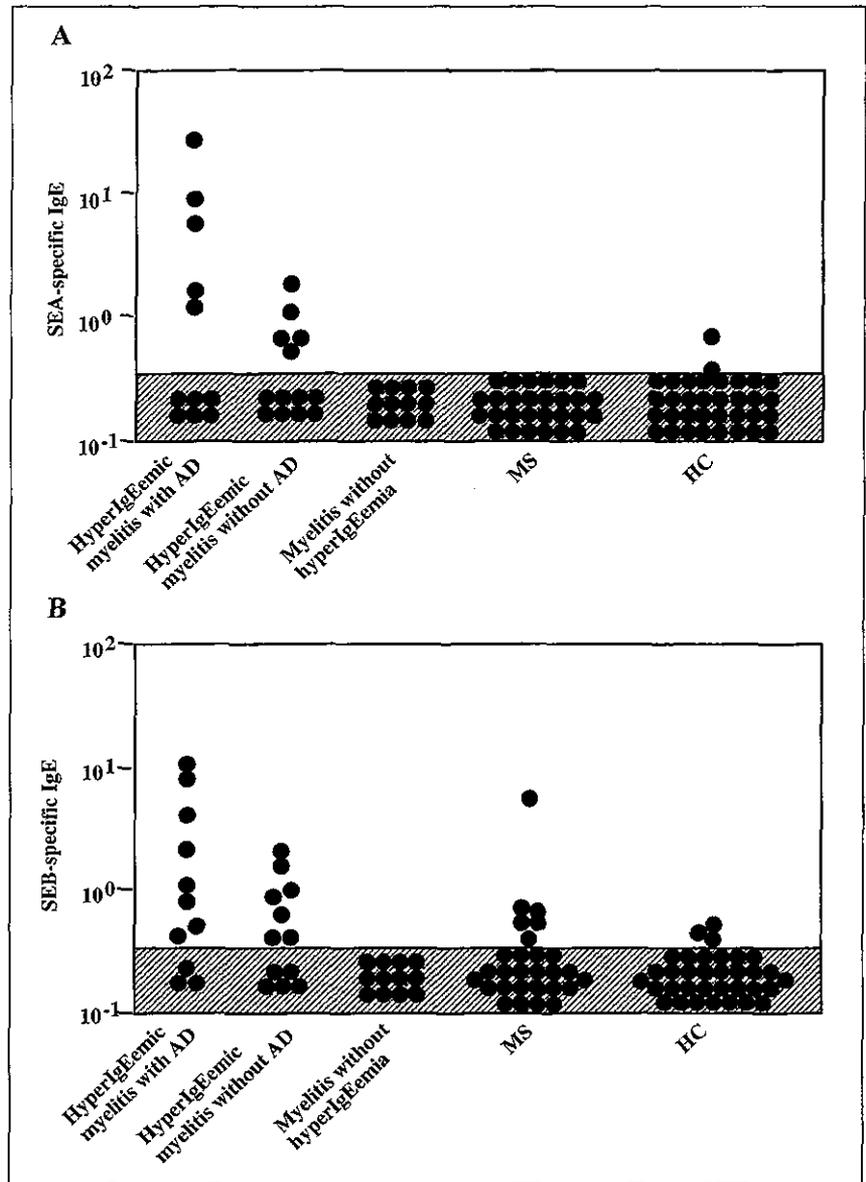 A
10²
10¹
10⁰
10-1
SEA-specific IgE
HyperIgEemic
myelitis with AD
HyperIgEemic
myelitis without AD
Myelitis without
hyperIgEemia
MS
HC
B
10²
10¹
10⁰
10-1
SEB-specific IgE
HyperIgEemic
myelitis with AD
HyperIgEemic
myelitis without AD
Myelitis without
hyperIgEemia
MS
HC